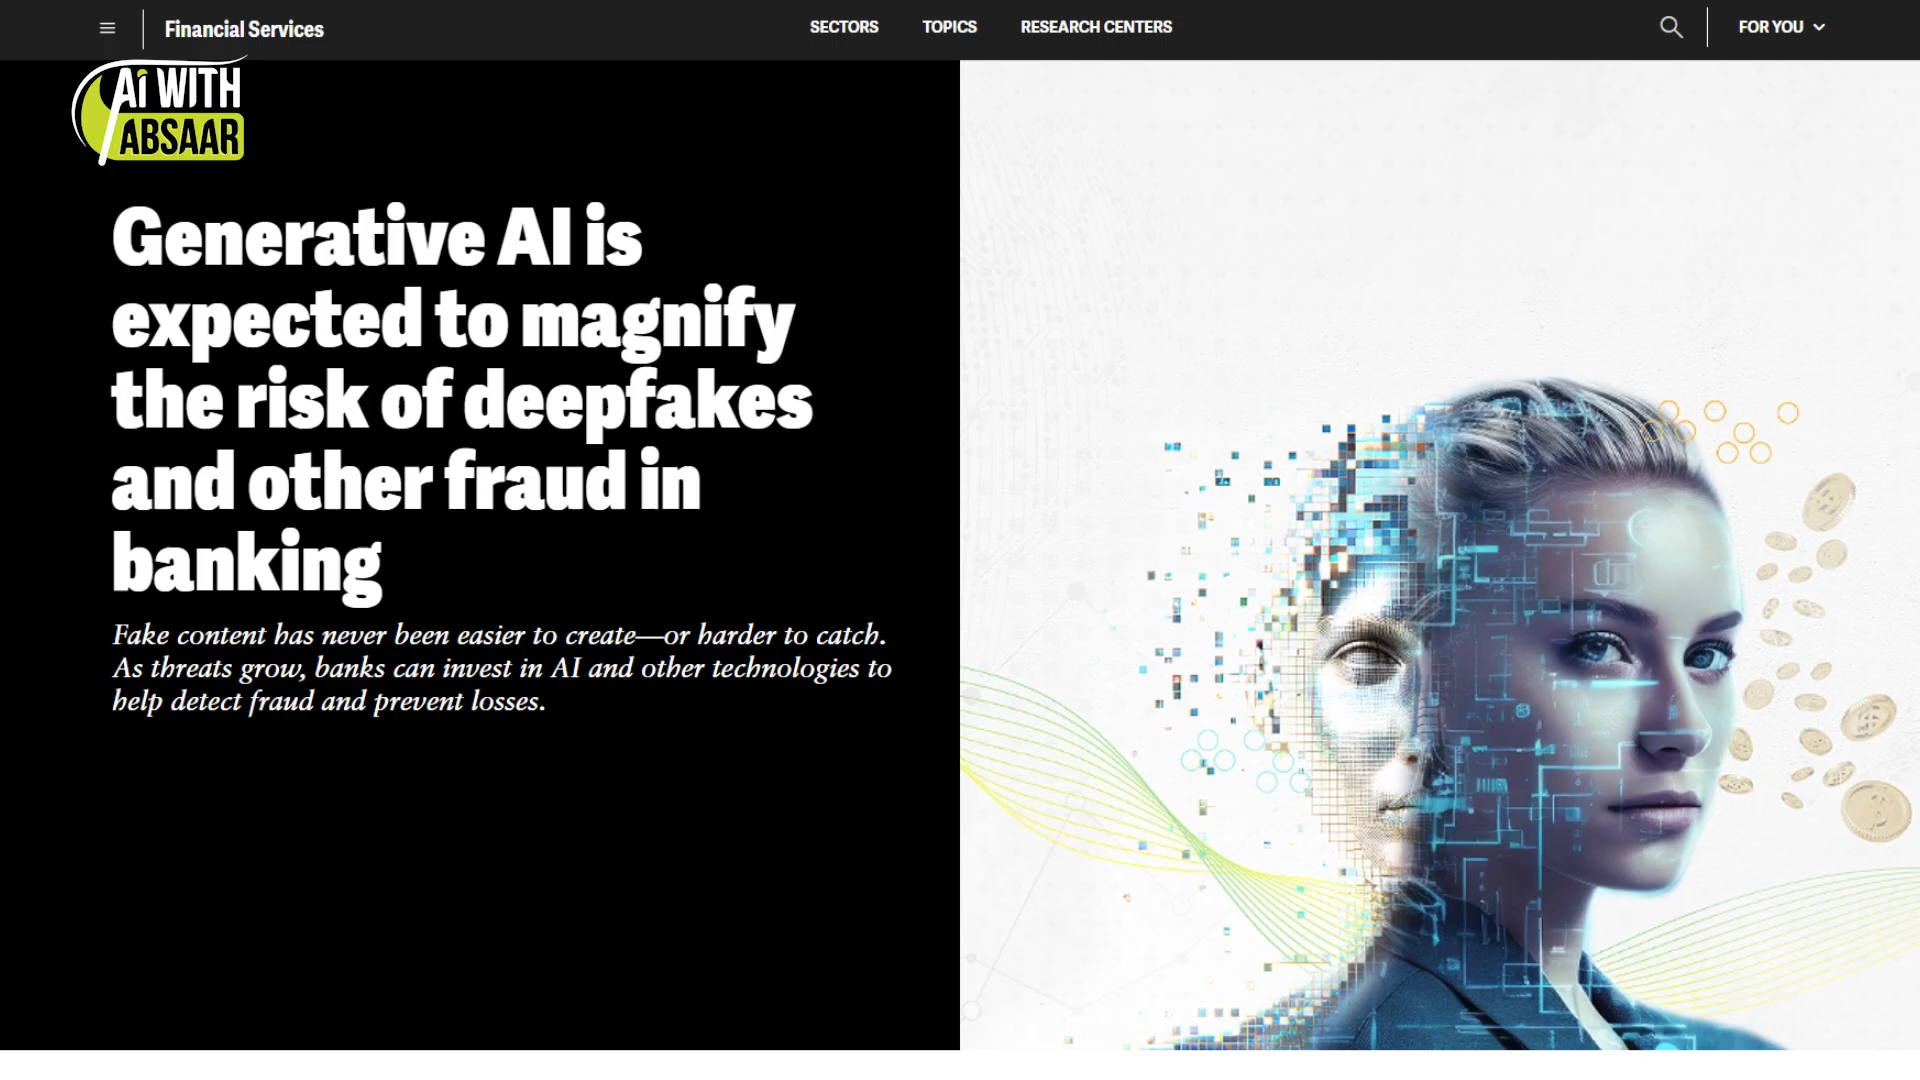 Financial Services
SECTORS
TOPICS
RESEARCH CENTERS
FOR YOU
Ai WITH
ABSAAR
Generative AI is
expected to magnify
the risk of deepfakes
and other fraud in
banking
Fake content has never been easier to create—or harder to catch.
As threats grow, banks can invest in AI and other technologies to
help detect fraud and prevent losses.